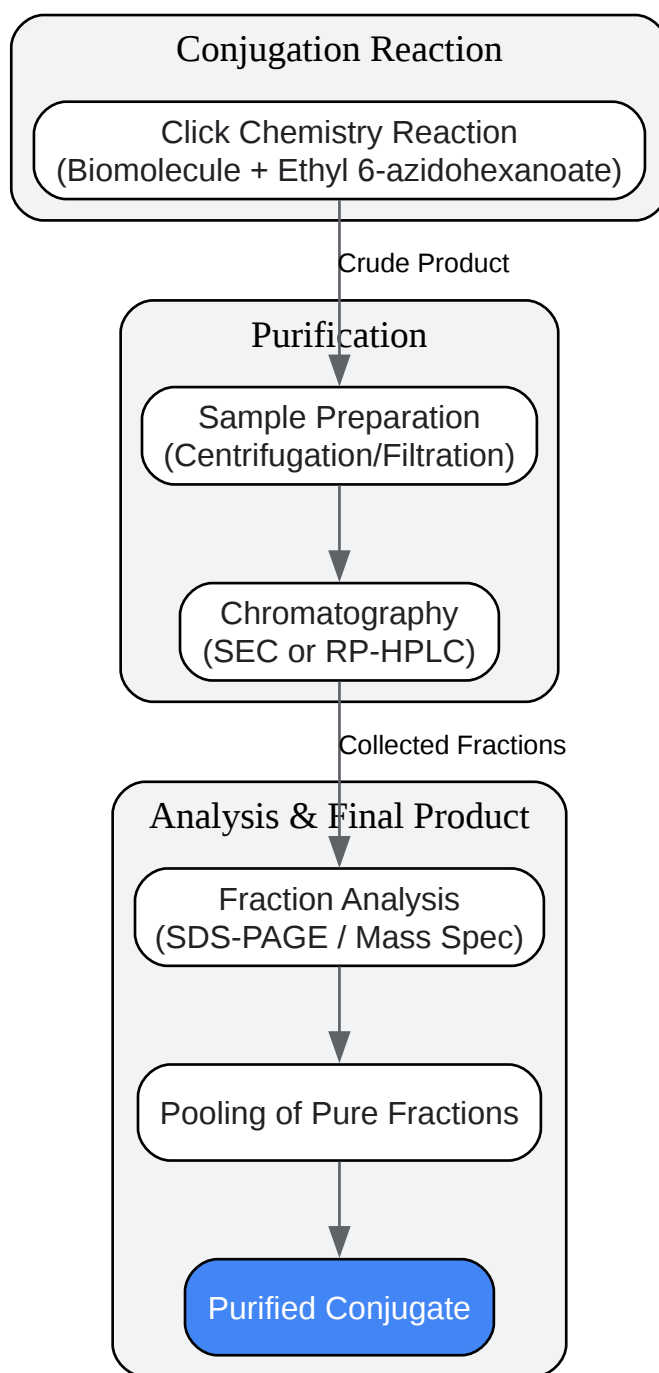 Conjugation Reaction
Click Chemistry Reaction
(Biomolecule + Ethyl 6-azidohexanoate)
Crude Product
Purification
Sample Preparation
(Centrifugation/Filtration)
Chromatography
(SEC or RP-HPLC)
Collected Fractions
Analysis & Final Product
Fraction Analysis
(SDS-PAGE / Mass Spec)
Pooling of Pure Fractions
Purified Conjugate